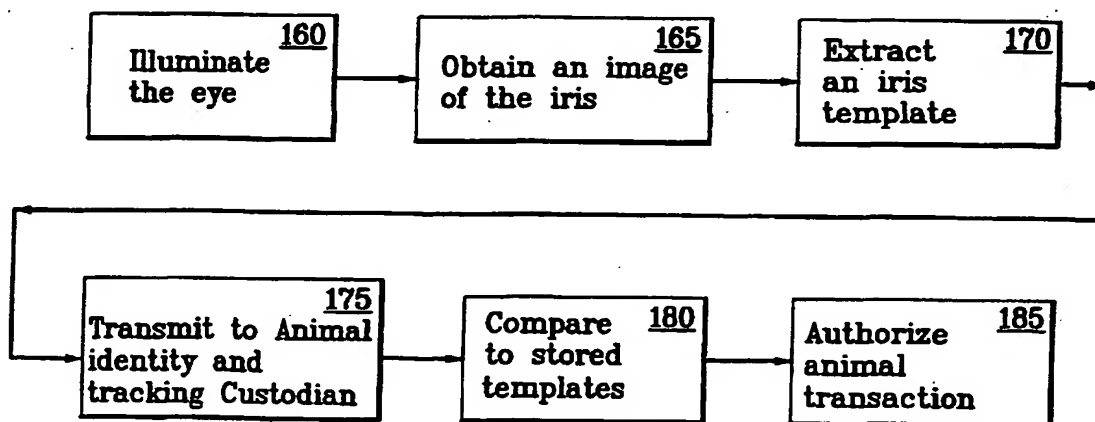 160
Illuminate
the eye
165
Obtain an image
of the iris
170
Extract
an iris
template
175
Transmit to Animal
identity and
tracking Custodian
180
Compare
to stored
templates
185
Authorize
animal
transaction